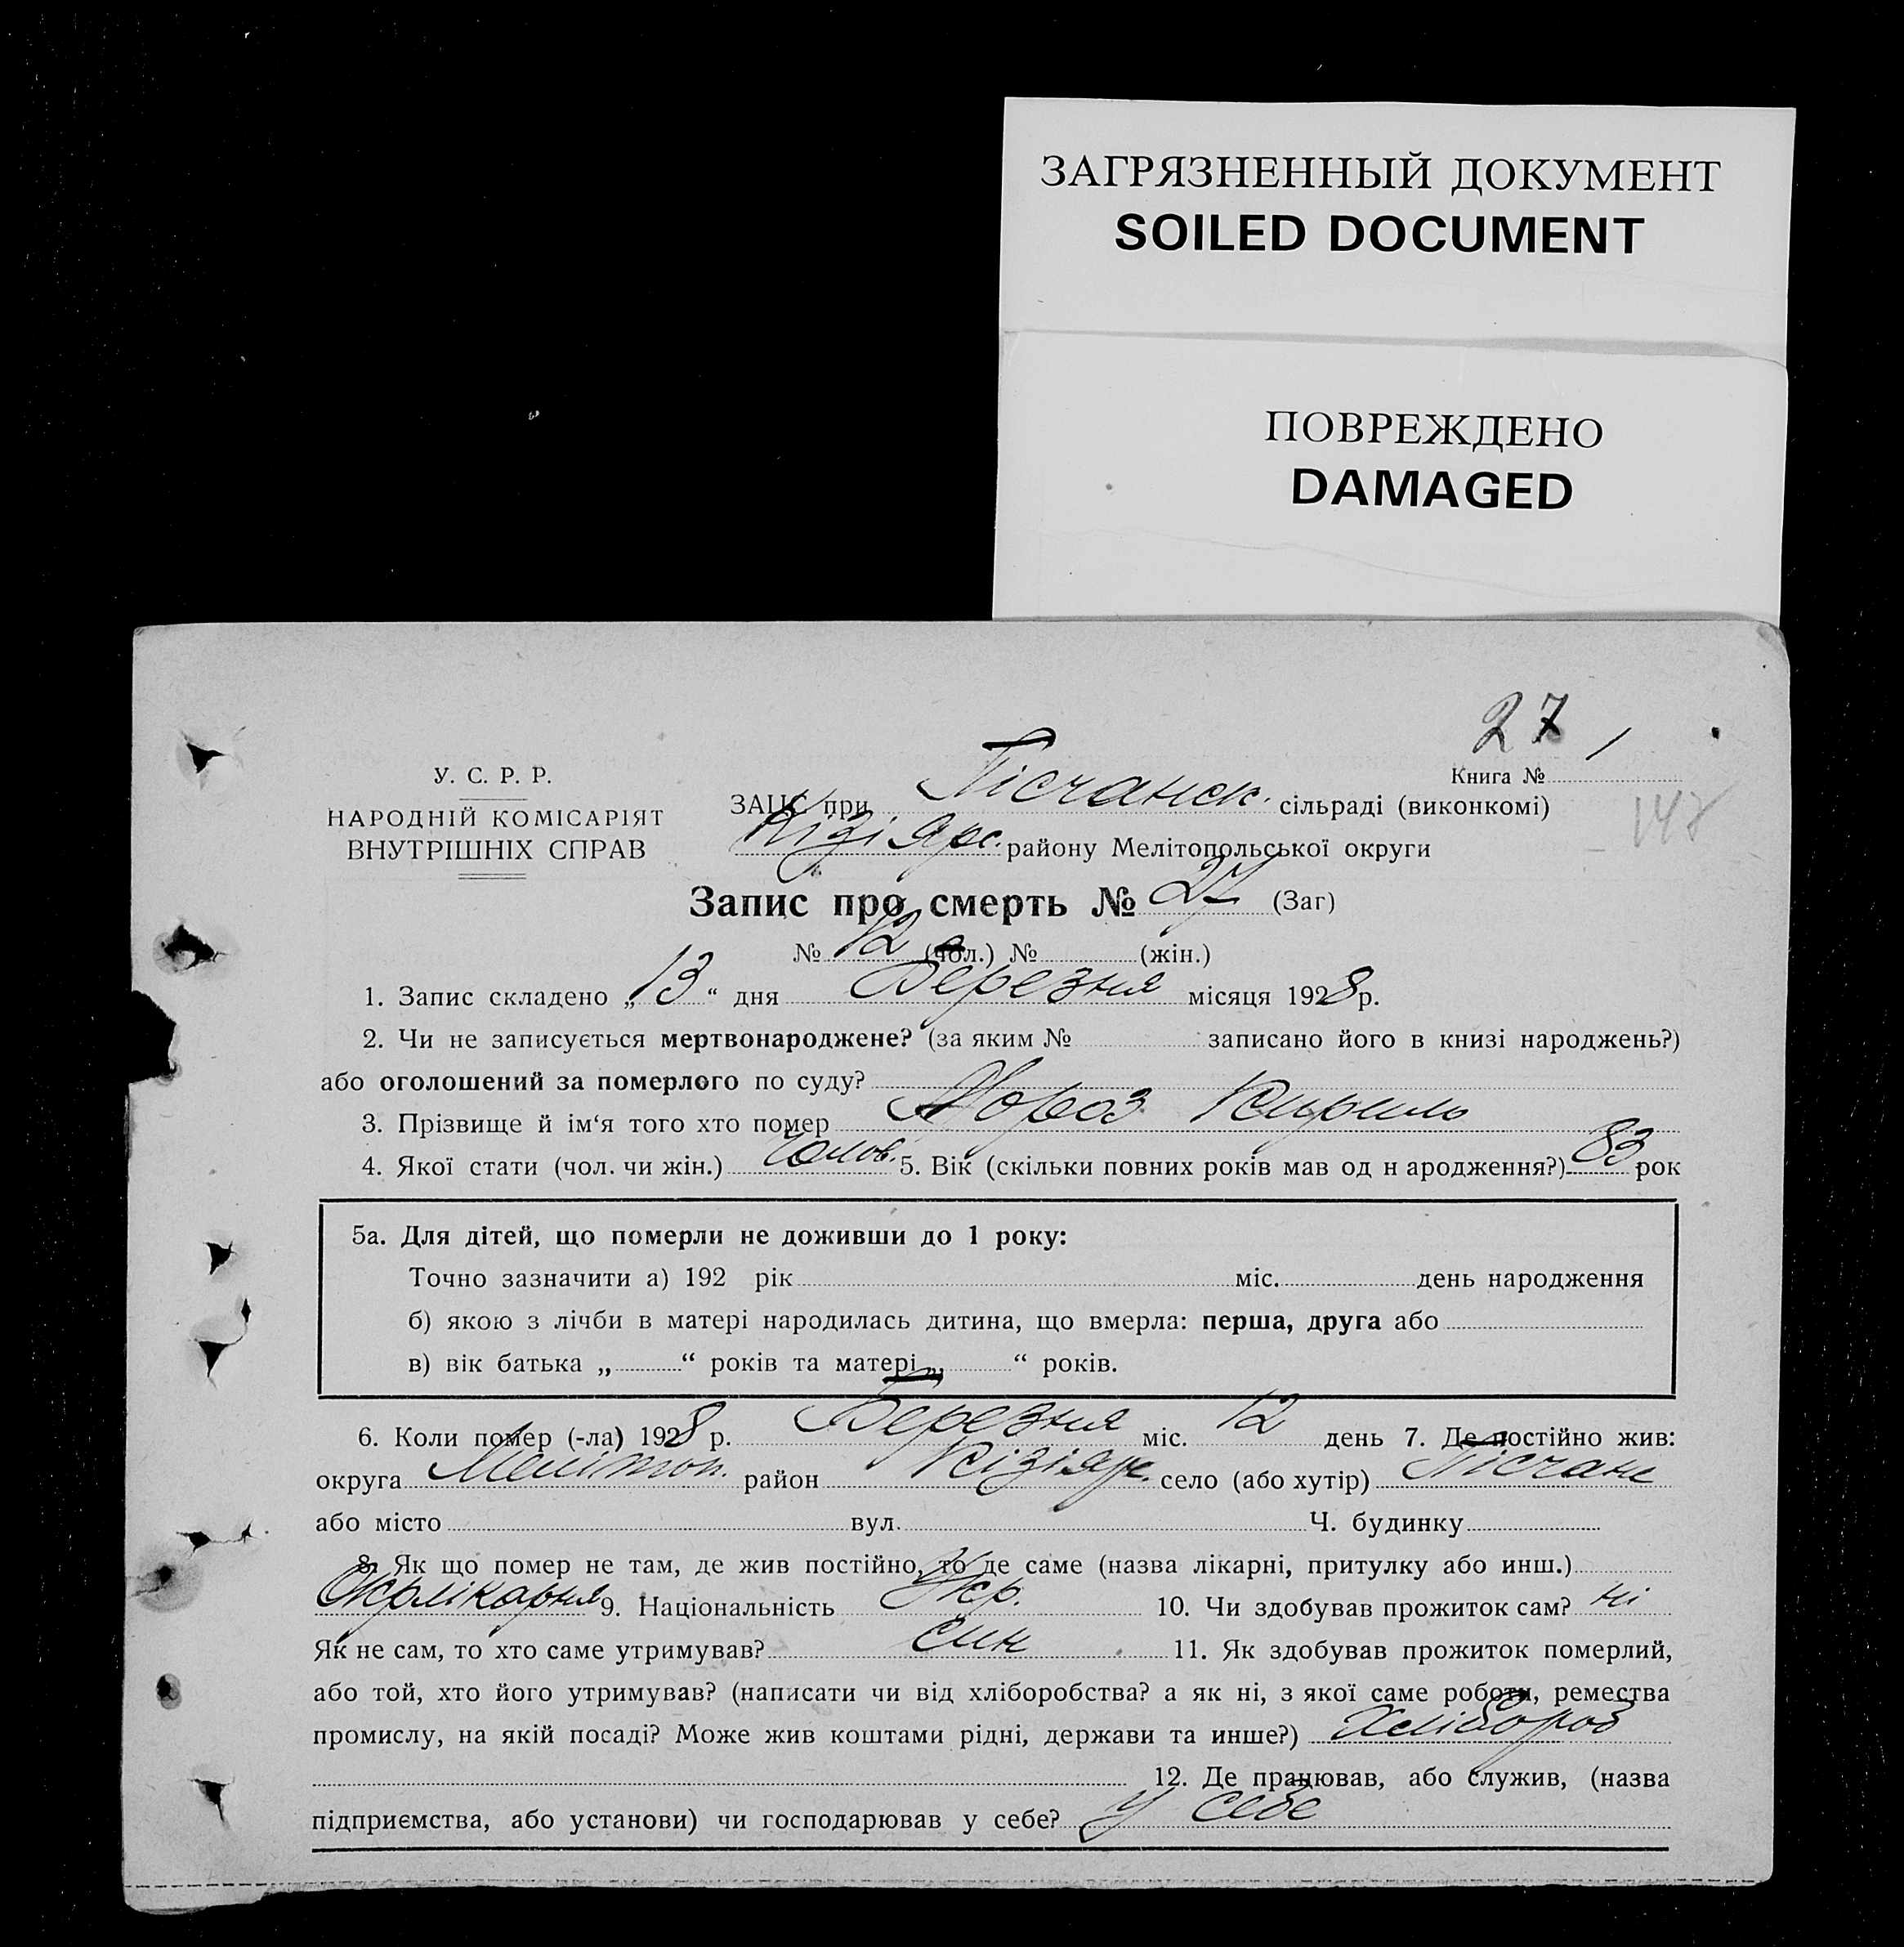 ЗАГРЯЗНЕННЫЙ ДОКУМЕНТ
SOILED DOCUMENT
ПОВРЕЖДЕНО
DAMAGED
27
У. С. Р. Р.
НАРОДНІЙ КОМІСАРІЯТ
ВНУТРІШНІХ СПРАВ
Книга № 1
148
ЗАЦС при Пісчанск. сільраді (виконкомі)
Кізіярс. району Мелітопольської округи
Запис про смерть № 27 (Заг)
№ 12 (чол.) № (жін.)
1. Запис складено „13“ дня Березня місяця 1928 р.
2. Чи не записується мертвонароджене? (за яким № записано його в книзі народжень?)
або оголошений за померлого по суду?
3. Прізвище й ім‘я того хто помер Мороз Кирило
4. Якої стати (чол. чи жін.) Чолов. 5. Вік (скільки повних років мав од н ародження?) 83 рок
5а. Для дітей, що померли не доживши до 1 року:
Точно зазначити а) 192 рік міс. день народження
б) якою з лічби в матері народилась дитина, що вмерла: перша, друга або
в) вік батька „ “ років та матері „ “ років.
6. Коли помер (-ла) 1928 р. Березня міс. 12 день 7. Де постійно жив:
округа Мелітоп. район Кізіяр. село (або хутір) Пісчане
або місто вул. Ч. будинку
8. Як що помер не там, де жив постійно, то де саме (назва лікарні, притулку або инш.)
Окрлікарня 9. Національність Укр. 10. Чи здобував прожиток сам? ні
Як не сам, то хто саме утримував? син 11. Як здобував прожиток померлий,
або той, хто його утримував? (написати чи від хліборобства? а як ні, з якої саме роботи, ремества
промислу, на якій посаді? Може жив коштами рідні, держави та инше?) Хлібороб
12. Де працював, або служив, (назва
підприємства, або установи) чи господарював у себе? У себе